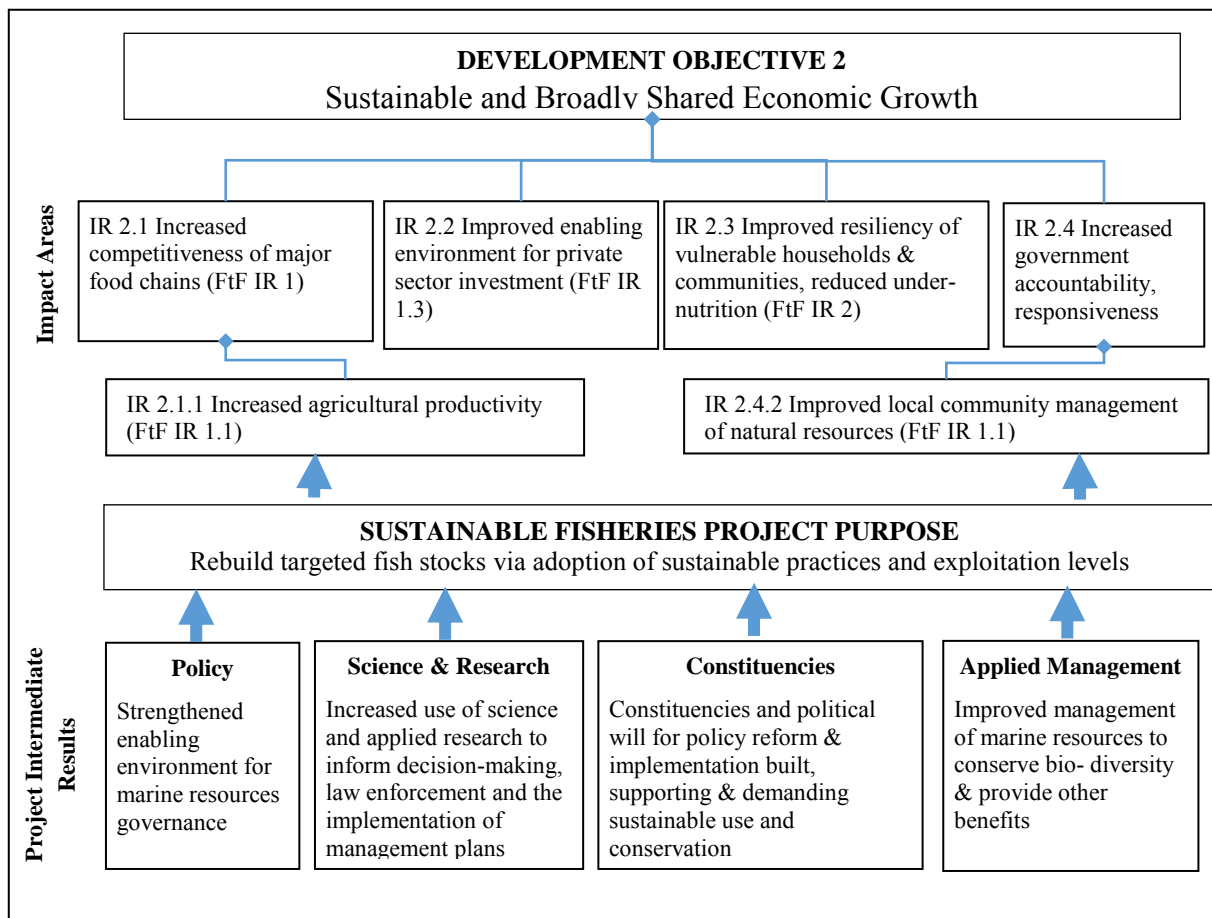 DEVELOPMENT OBJECTIVE 2
Sustainable and Broadly Shared Economic Growth
Impact Areas
IR 2.1 Increased
competitiveness of major
food chains (FtF IR 1)
IR 2.2 Improved enabling
environment for private
sector investment (FtF IR
1.3)
IR 2.3 Improved resiliency of
vulnerable households &
communities, reduced under-
nutrition (FtF IR 2)
IR 2.4 Increased
government
accountability,
responsiveness
IR 2.1.1 Increased agricultural productivity
(FtF IR 1.1)
IR 2.4.2 Improved local community management
of natural resources (FtF IR 1.1)
SUSTAINABLE FISHERIES PROJECT PURPOSE
Rebuild targeted fish stocks via adoption of sustainable practices and exploitation levels
Project Intermediate
Results
Policy
Strengthened
enabling
environment for
marine resources
governance
Science & Research
Increased use of science
and applied research to
inform decision-making,
law enforcement and the
implementation of
management plans
Constituencies
Constituencies and political
will for policy reform &
implementation built,
supporting & demanding
sustainable use and
conservation
Applied Management
Improved management
of marine resources to
conserve bio- diversity
& provide other
benefits